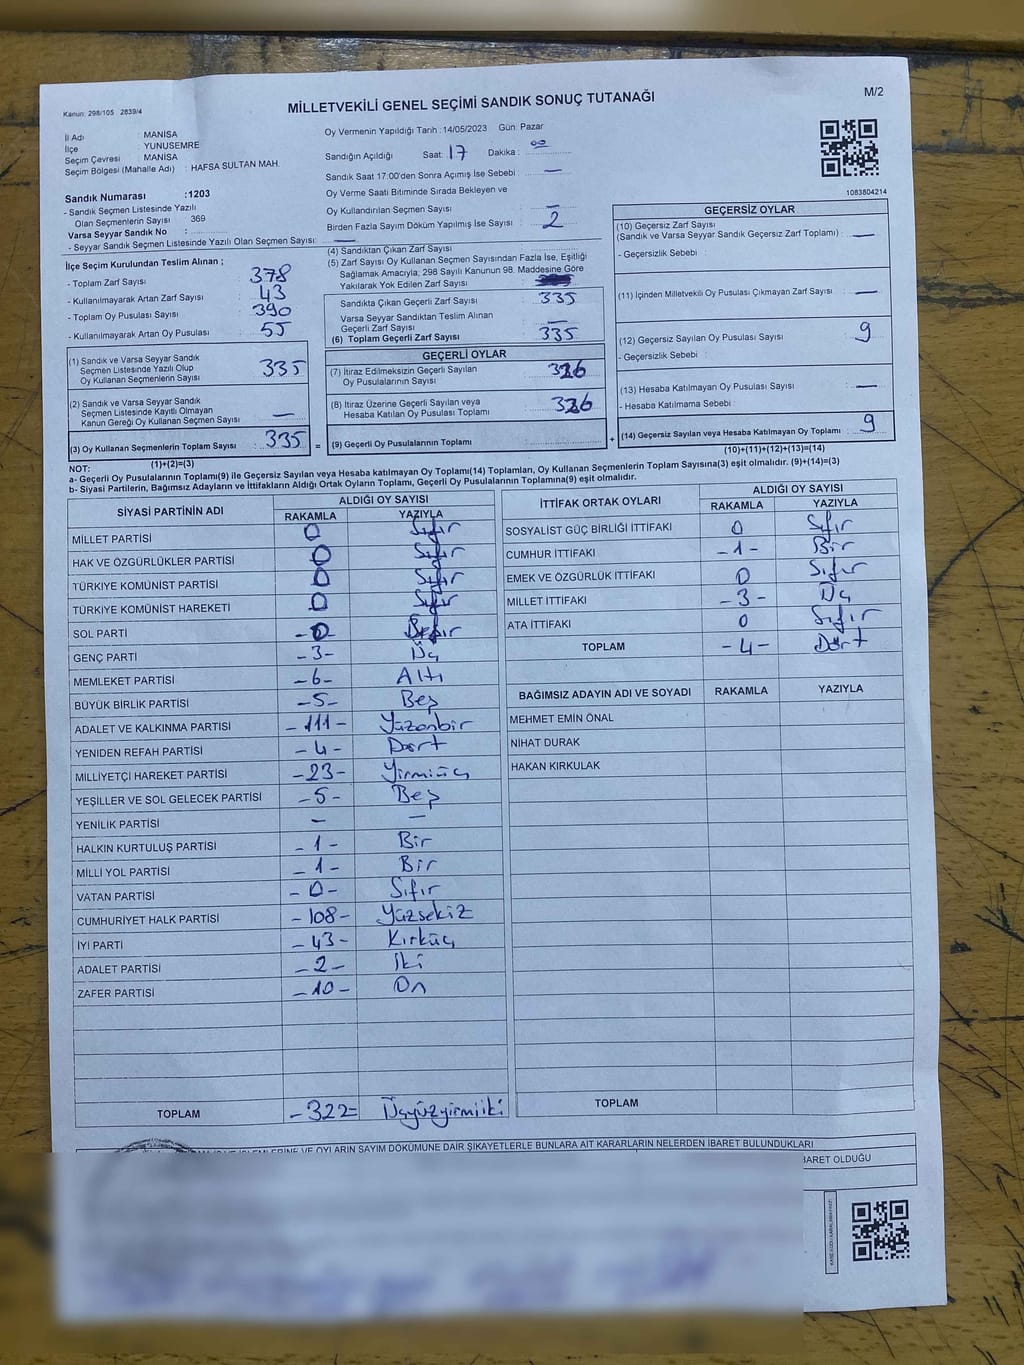 Kanun: 298/105 2839/4
MİLLETVEKİLİ GENEL SEÇİMİ SANDIK SONUÇ TUTANAĞI
M/2
İl Adı MANİSA
İlçe : YUNUSEMRE
Seçim Çevresi MANİSA
Seçim Bölgesi (Mahalle Adı) : HAFSA SULTAN MAH.
Oy Vermenin Yapıldığı Tarih : 14/05/2023 Gün: Pazar
Sandığın Açıldığı Saat: 17 Dakika : 00
Sandık Saat 17:00'den Sonra Açımış İse Sebebi : —
Oy Verme Saati Bitiminde Sırada Bekleyen ve
Oy Kullandırılan Seçmen Sayısı —
Birden Fazla Sayım Döküm Yapılmış İse Sayısı : 2
1083804214
Sandık Numarası :1203
- Sandık Seçmen Listesinde Yazılı
Olan Seçmenlerin Sayısı : 369
Varsa Seyyar Sandık No :
- Seyyar Sandık Seçmen Listesinde Yazılı Olan Seçmen Sayısı: —
İlçe Seçim Kurulundan Teslim Alınan ;
- Toplam Zarf Sayısı : 378
- Kullanılmayarak Artan Zarf Sayısı : 43
- Toplam Oy Pusulası Sayısı : 390
- Kullanılmayarak Artan Oy Pusulası : 55
(1) Sandık ve Varsa Seyyar Sandık
Seçmen Listesinde Yazılı Olup
Oy Kullanan Seçmenlerin Sayısı : 335
(2) Sandık ve Varsa Seyyar Sandık
Seçmen Listesinde Kayıtlı Olmayan
Kanun Gereği Oy Kullanan Seçmen Sayısı : —
(3) Oy Kullanan Seçmenlerin Toplam Sayısı : 335 =
(1)+(2)=(3)
(4) Sandıktan Çıkan Zarf Sayısı
(5) Zarf Sayısı Oy Kullanan Seçmen Sayısından Fazla İse, Eşitliği
Sağlamak Amacıyla, 298 Sayılı Kanunun 98. Maddesine Göre
Yakılarak Yok Edilen Zarf Sayısı
Sandıkta Çıkan Geçerli Zarf Sayısı : 335
Varsa Seyyar Sandıktan Teslim Alınan
Geçerli Zarf Sayısı : —
(6) Toplam Geçerli Zarf Sayısı : 335
GEÇERLİ OYLAR
(7) İtiraz Edilmeksizin Geçerli Sayılan
Oy Pusulalarının Sayısı : 326
(8) İtiraz Üzerine Geçerli Sayılan veya
Hesaba Katılan Oy Pusulası Toplamı : 326
(9) Geçerli Oy Pusulalarının Toplamı : +
GEÇERSİZ OYLAR
(10) Geçersiz Zarf Sayısı
(Sandık ve Varsa Seyyar Sandık Geçersiz Zarf Toplamı) : —
- Geçersizlik Sebebi :
(11) İçinden Milletvekili Oy Pusulası Çıkmayan Zarf Sayısı : —
(12) Geçersiz Sayılan Oy Pusulası Sayısı : 9
- Geçersizlik Sebebi :
(13) Hesaba Katılmayan Oy Pusulası Sayısı : —
- Hesaba Katılmama Sebebi :
(14) Geçersiz Sayılan veya Hesaba Katılmayan Oy Toplamı : 9
(10)+(11)+(12)+(13)=(14)
NOT:
a- Geçerli Oy Pusulalarının Toplamı(9) ile Geçersiz Sayılan veya Hesaba katılmayan Oy Toplamı(14) Toplamları, Oy Kullanan Seçmenlerin Toplam Sayısına(3) eşit olmalıdır. (9)+(14)=(3)
b- Siyasi Partilerin, Bağımsız Adayların ve İttifakların Aldığı Ortak Oyların Toplamı, Geçerli Oy Pusulalarının Toplamına(9) eşit olmalıdır.
SİYASİ PARTİNİN ADI ALDIĞI OY SAYISI
RAKAMLA YAZIYLA
MİLLET PARTİSİ 0 Sıfır
HAK VE ÖZGÜRLÜKLER PARTİSİ 0 Sıfır
TÜRKİYE KOMÜNİST PARTİSİ 0 Sıfır
TÜRKİYE KOMÜNİST HAREKETİ 0 Sıfır
SOL PARTİ -0
GENÇ PARTİ -3- Üç
MEMLEKET PARTİSİ -6- Altı
BÜYÜK BİRLİK PARTİSİ -5- Beş
ADALET VE KALKINMA PARTİSİ -111- Yüzonbir
YENİDEN REFAH PARTİSİ -4- Dört
MİLLİYETÇİ HAREKET PARTİSİ -23- Yirmiüç
YEŞİLLER VE SOL GELECEK PARTİSİ -5- Beş
YENİLİK PARTİSİ — —
HALKIN KURTULUŞ PARTİSİ -1- Bir
MİLLİ YOL PARTİSİ -1- Bir
VATAN PARTİSİ -0- Sıfır
CUMHURİYET HALK PARTİSİ -108- Yüzsekiz
İYİ PARTİ -43- Kırküç
ADALET PARTİSİ -2- İki
ZAFER PARTİSİ -10- On
TOPLAM -322= Üçyüzyirmiiki
İTTİFAK ORTAK OYLARI ALDIĞI OY SAYISI
RAKAMLA YAZIYLA
SOSYALİST GÜÇ BİRLİĞİ İTTİFAKI 0 Sıfır
CUMHUR İTTİFAKI -1- Bir
EMEK VE ÖZGÜRLÜK İTTİFAKI 0 Sıfır
MİLLET İTTİFAKI -3- Üç
ATA İTTİFAKI 0 Sıfır
TOPLAM -4- Dört
BAĞIMSIZ ADAYIN ADI VE SOYADI RAKAMLA YAZIYLA
MEHMET EMİN ÖNAL
NİHAT DURAK
HAKAN KIRKULAK
TOPLAM
VE OYLARIN SAYIM DÖKÜMÜNE DAİR ŞİKAYETLERLE BUNLARA AİT KARARLARIN NELERDEN İBARET BULUNDUKLARI
BARET OLDUĞU